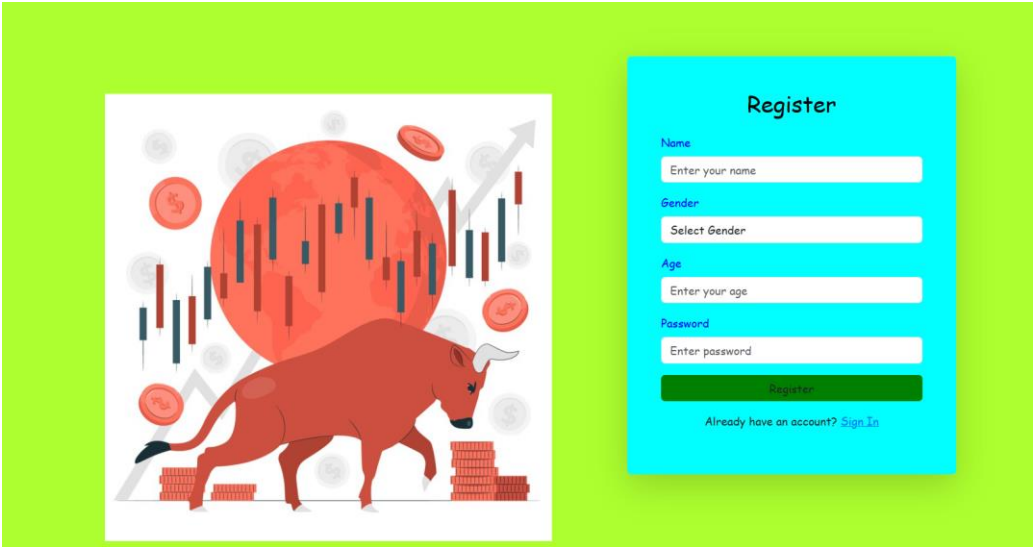 Register
Name
Enter your name
Gender
Select Gender
Age
Enter your age
Password
Enter password
Register
Already have an account? Sign In